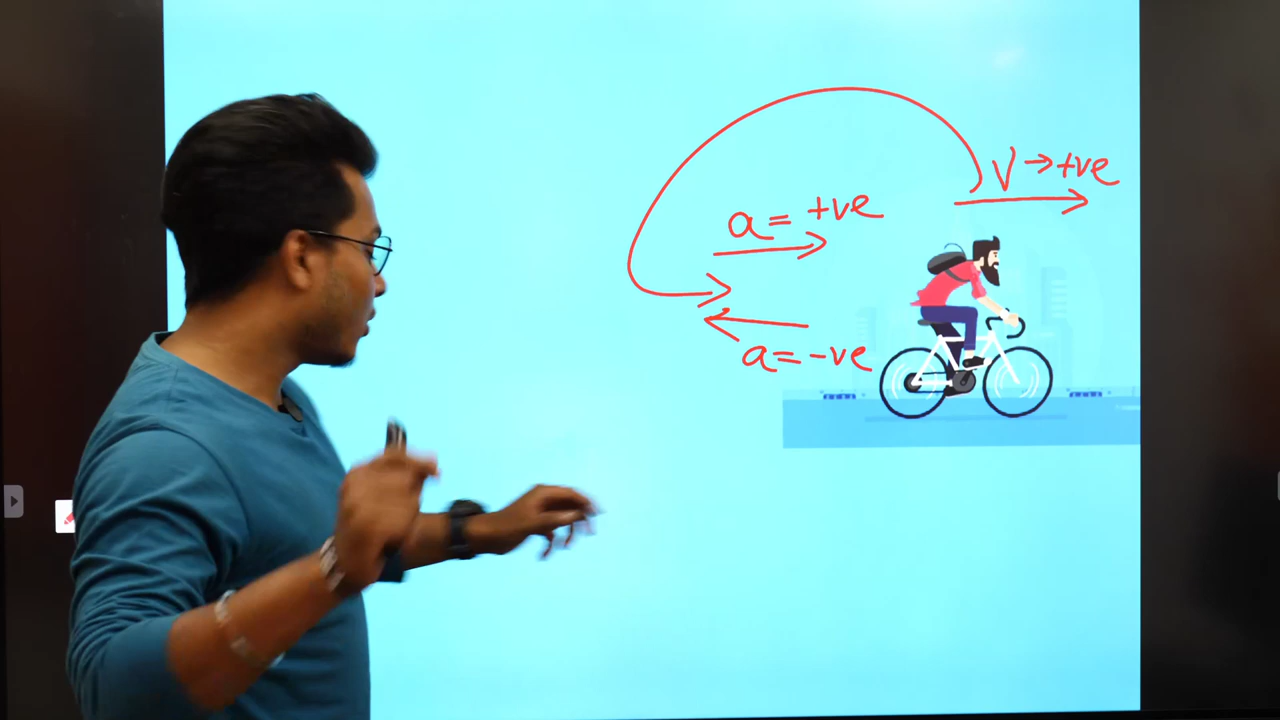 V → +ve
a = +ve
a = -ve